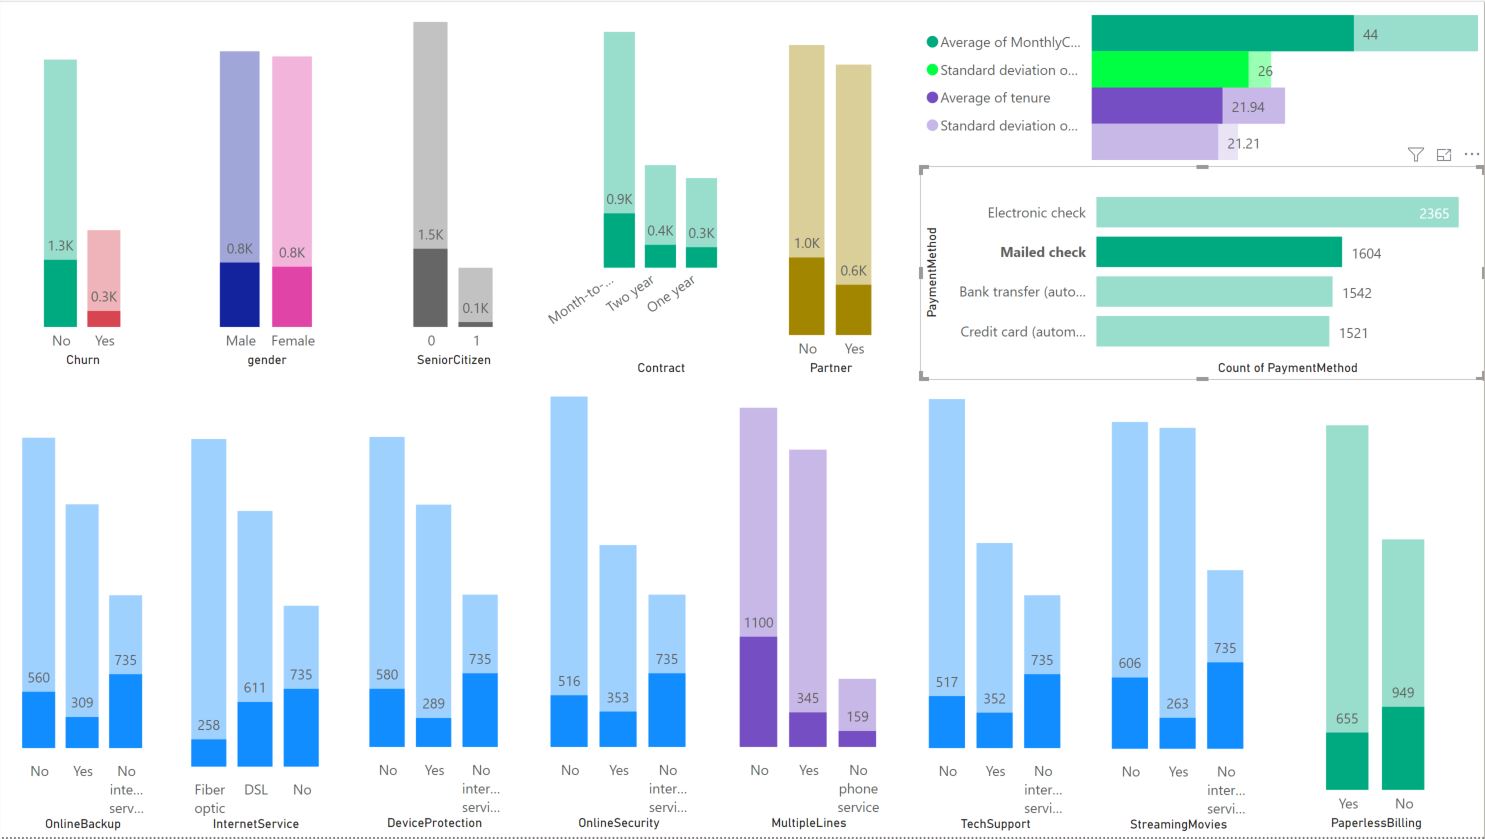 1.3K
0.3K
No Yes
Churn
0.8K
0.8K
Male Female
gender
1.5K
0.1K
0 1
SeniorCitizen
0.9K
0.4K
0.3K
Month-to-...
Two year
One year
Contract
1.0K
0.6K
No Yes
Partner
Average of MonthlyC...
Standard deviation o...
Average of tenure
Standard deviation o...
44
26
21.94
21.21
PaymentMethod
Electronic check 2365
Mailed check 1604
Bank transfer (auto... 1542
Credit card (autom... 1521
Count of PaymentMethod
560
309
735
No Yes No
inte...
serv...
OnlineBackup
258
611
735
Fiber DSL No
optic
InternetService
580
289
735
No Yes No
inter...
servi...
DeviceProtection
516
353
735
No Yes No
inter...
servi...
OnlineSecurity
1100
345
159
No Yes No
phone
service
MultipleLines
517
352
735
No Yes No
inter...
servi...
TechSupport
606
263
735
No Yes No
inter...
servi...
StreamingMovies
655
949
Yes No
PaperlessBilling